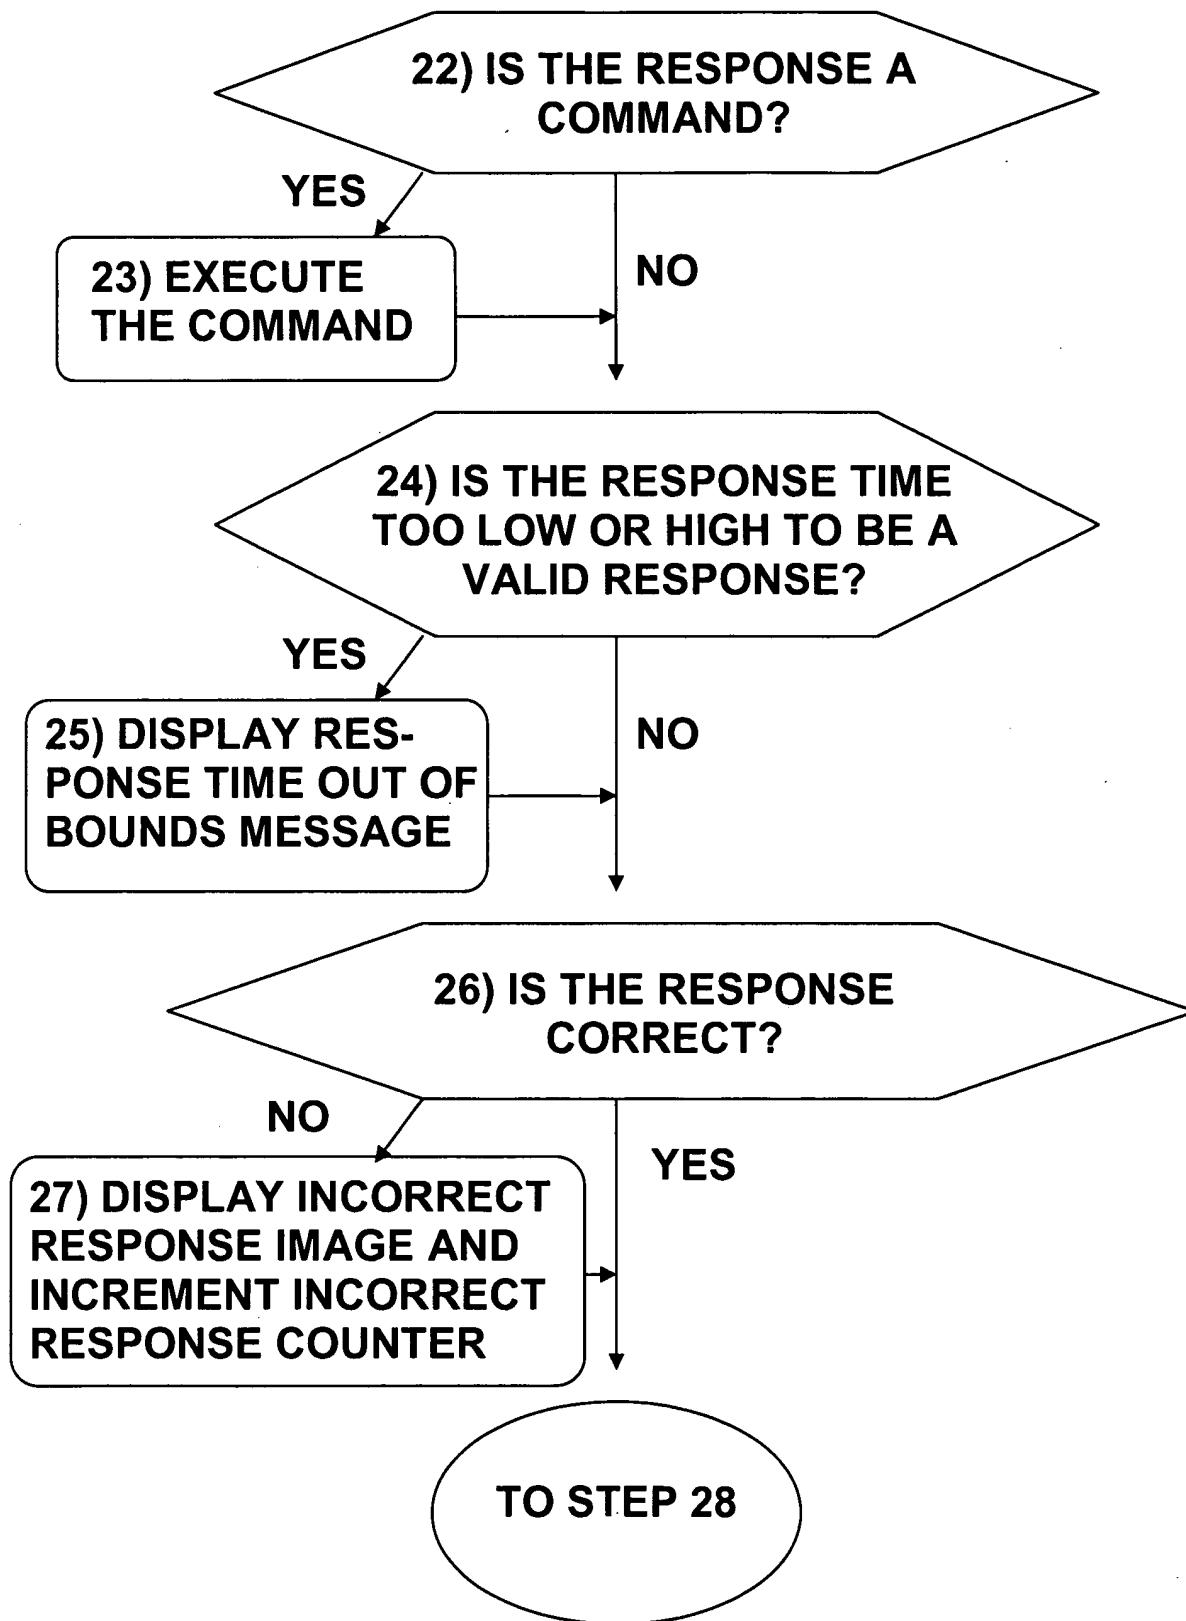 22) IS THE RESPONSE A
COMMAND?
YES
NO
23) EXECUTE
THE COMMAND
24) IS THE RESPONSE TIME
TOO LOW OR HIGH TO BE A
VALID RESPONSE?
YES
NO
25) DISPLAY RES-
PONSE TIME OUT OF
BOUNDS MESSAGE
26) IS THE RESPONSE
CORRECT?
NO
YES
27) DISPLAY INCORRECT
RESPONSE IMAGE AND
INCREMENT INCORRECT
RESPONSE COUNTER
TO STEP 28